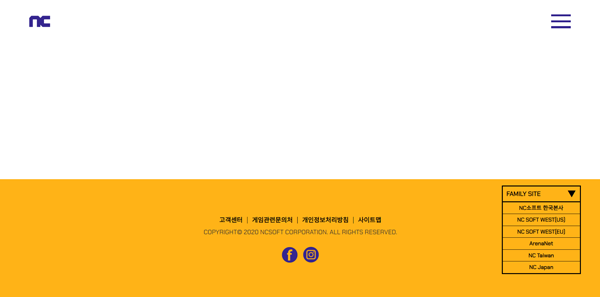 nc
FAMILY SITE
NC소프트 한국본사
NC SOFT WEST[US]
NC SOFT WEST[EU]
ArenaNet
NC Taiwan
NC Japan
고객센터 | 게임관련문의처 | 개인정보처리방침 | 사이트맵
COPYRIGHT© 2020 NCSOFT CORPORATION. ALL RIGHTS RESERVED.